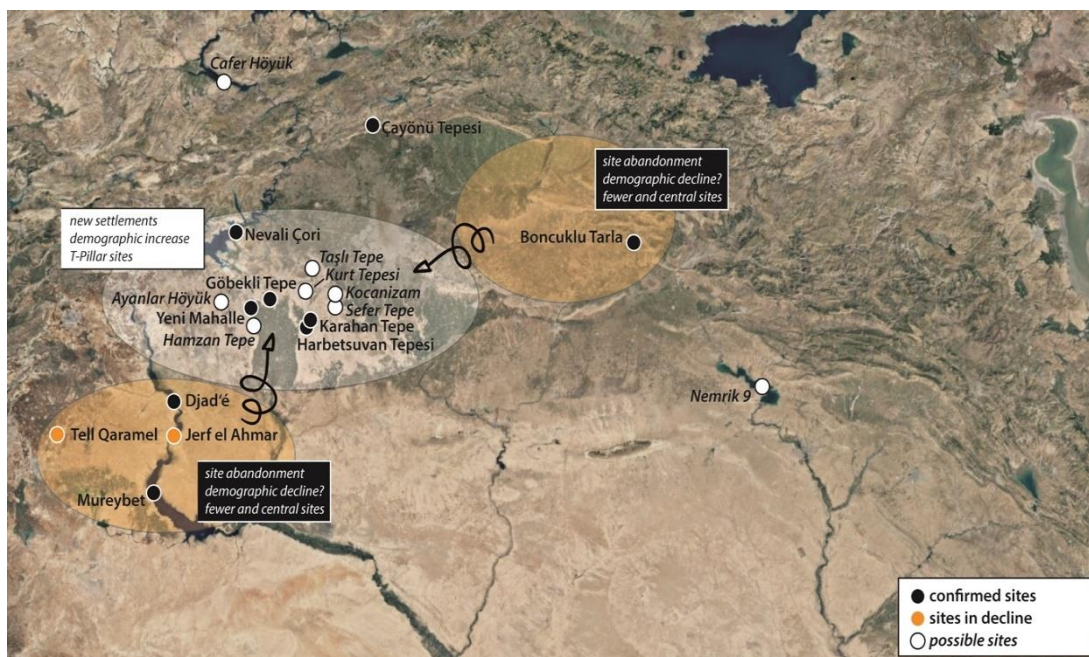 Cafer Höyük
Çayönü Tepesi
site abandonment
demographic decline?
fewer and central sites
new settlements
demographic increase
T-Pillar sites
Nevali Çori
Boncuklu Tarla
Taşlı Tepe
Kurt Tepesi
Göbekli Tepe
Kocanizam
Ayanlar Höyük
Sefer Tepe
Yeni Mahalle
Karahan Tepe
Hamzan Tepe
Harbetsuvan Tepesi
Nemrik 9
Djad‘é
Tell Qaramel
Jerf el Ahmar
site abandonment
demographic decline?
fewer and central sites
Mureybet
confirmed sites
sites in decline
possible sites